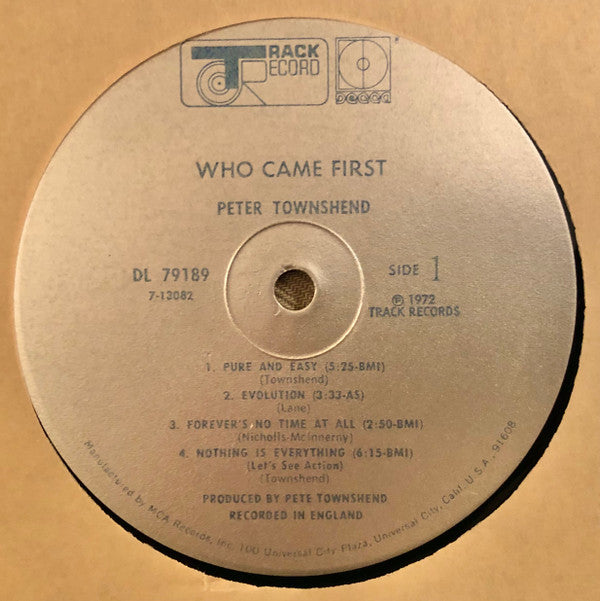 TRACK
RECORD
DECCA
WHO CAME FIRST
PETER TOWNSHEND
DL 79189
7-13082
SIDE 1
℗ 1972
TRACK RECORDS
1. PURE AND EASY (5:25-BMI)
(Townshend)
2. EVOLUTION (3:33-AS)
(Lane)
3. FOREVER'S NO TIME AT ALL (2:50-BMI)
(Nicholls-McInnerny)
4. NOTHING IS EVERYTHING (6:15-BMI)
(Let's See Action)
(Townshend)
PRODUCED BY PETE TOWNSHEND
RECORDED IN ENGLAND
Manufactured by MCA Records, Inc. 100 Universal City Plaza, Universal City, Calif. U.S.A. 91608